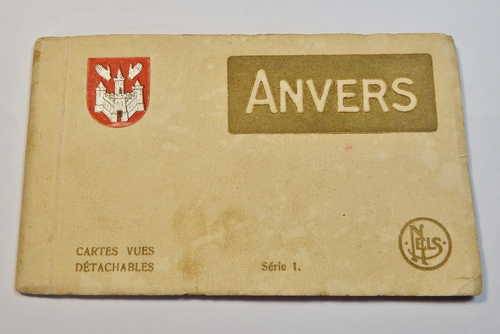 ANVERS
CARTES VUES
DÉTACHABLES
Série 1.
NELS